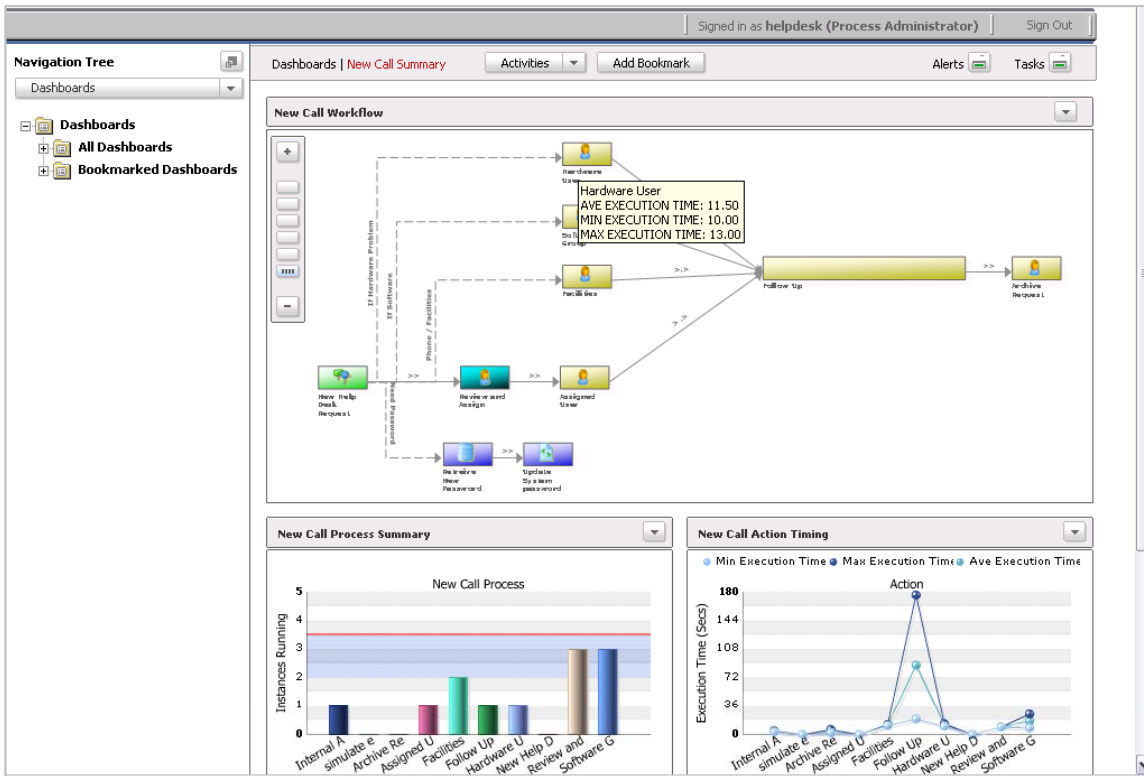 Signed in as helpdesk (Process Administrator)
Sign Out
Navigation Tree
Dashboards
Dashboards
All Dashboards
Bookmarked Dashboards
Dashboards | New Call Summary
Activities
Add Bookmark
Alerts
Tasks
New Call Workflow
+
−
If Hardware Problem
If Software
Phone / Facilities
Need Password
Hardware
User
Hardware User
AVE EXECUTION TIME: 11.50
MIN EXECUTION TIME: 10.00
MAX EXECUTION TIME: 13.00
Group
Facilities
>.>
>.>
Follow Up
>>
Archive
Request
New Help
Desk
Request
>>
Review and
Assign
>>
Assigned
User
Retreive
New
Password
>>
Update
System
password
New Call Process Summary
New Call Process
Instances Running
5
4
3
2
1
0
Internal A
simulate e
Archive Re
Assigned U
Facilities
Follow Up
Hardware U
New Help D
Review and
Software G
New Call Action Timing
Min Execution Time
Max Execution Time
Ave Execution Time
Action
Execution Time (Secs)
180
144
108
72
36
0
Internal A
simulate e
Archive Re
Assigned U
Facilities
Follow Up
Hardware U
New Help D
Review and
Software G